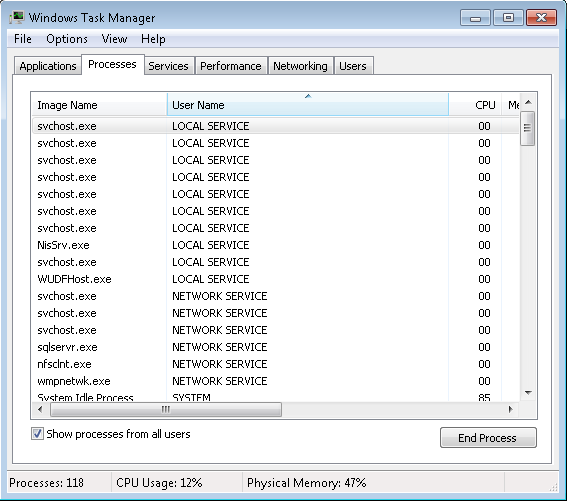 Windows Task Manager
File Options View Help
Applications Processes Services Performance Networking Users
Image Name User Name CPU Me
svchost.exe LOCAL SERVICE 00
svchost.exe LOCAL SERVICE 00
svchost.exe LOCAL SERVICE 00
svchost.exe LOCAL SERVICE 00
svchost.exe LOCAL SERVICE 00
svchost.exe LOCAL SERVICE 00
svchost.exe LOCAL SERVICE 00
NisSrv.exe LOCAL SERVICE 00
svchost.exe LOCAL SERVICE 00
WUDFHost.exe LOCAL SERVICE 00
svchost.exe NETWORK SERVICE 00
svchost.exe NETWORK SERVICE 00
svchost.exe NETWORK SERVICE 00
sqlservr.exe NETWORK SERVICE 00
nfsclnt.exe NETWORK SERVICE 00
wmpnetwk.exe NETWORK SERVICE 00
System Idle Process SYSTEM 85
Show processes from all users
End Process
Processes: 118 CPU Usage: 12% Physical Memory: 47%